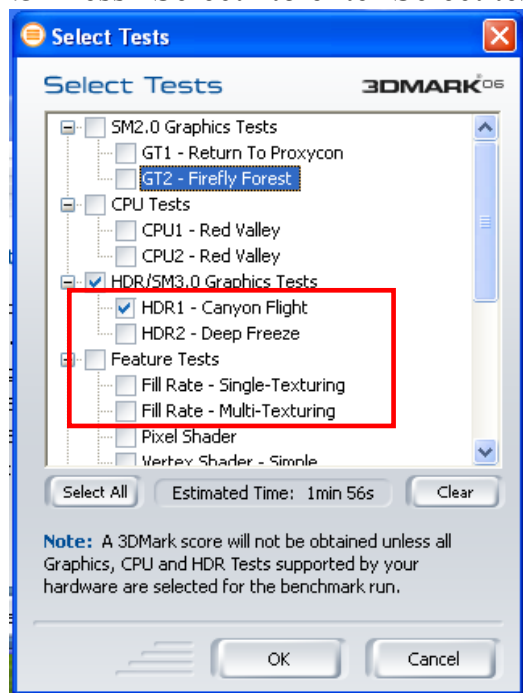 Select Tests
Select Tests 3DMARK®06
SM2.0 Graphics Tests
GT1 - Return To Proxycon
GT2 - Firefly Forest
CPU Tests
CPU1 - Red Valley
CPU2 - Red Valley
HDR/SM3.0 Graphics Tests
HDR1 - Canyon Flight
HDR2 - Deep Freeze
Feature Tests
Fill Rate - Single-Texturing
Fill Rate - Multi-Texturing
Pixel Shader
Vertex Shader - Simple
Select All Estimated Time: 1min 56s Clear
Note: A 3DMark score will not be obtained unless all
Graphics, CPU and HDR Tests supported by your
hardware are selected for the benchmark run.
OK Cancel